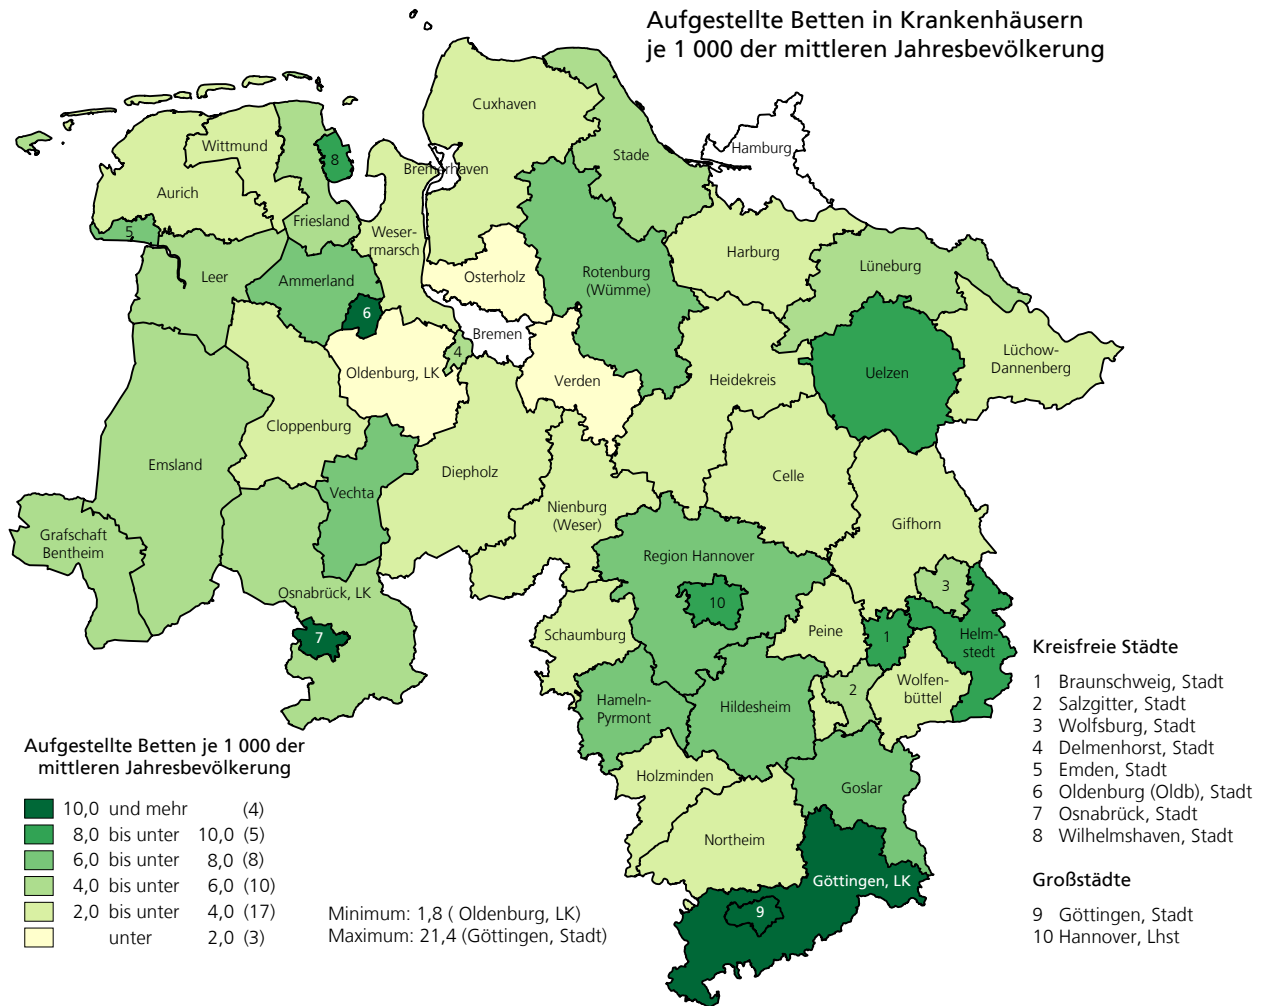 Aufgestellte Betten in Krankenhäusern
je 1 000 der mittleren Jahresbevölkerung
Cuxhaven
Wittmund
8
Bremerhaven
Stade
Hamburg
Aurich
Friesland
5
Weser-
rmarsch
Leer
Ammerland
Osterholz
Rotenburg
(Wümme)
Harburg
Lüneburg
6
Bremen
4
Oldenburg, LK
Verden
Heidekreis
Uelzen
Lüchow-
Dannenberg
Cloppenburg
Emsland
Vechta
Diepholz
Celle
Nienburg
(Weser)
Gifhorn
Grafschaft
Bentheim
Region Hannover
Osnabrück, LK
10
3
7
Schaumburg
Peine
1
Helm-
stedt
2
Wolfen-
büttel
Hameln-
Pyrmont
Hildesheim
Holzminden
Goslar
Northeim
Göttingen, LK
9
Kreisfreie Städte
1 Braunschweig, Stadt
2 Salzgitter, Stadt
3 Wolfsburg, Stadt
4 Delmenhorst, Stadt
5 Emden, Stadt
6 Oldenburg (Oldb), Stadt
7 Osnabrück, Stadt
8 Wilhelmshaven, Stadt
Großstädte
9 Göttingen, Stadt
10 Hannover, Lhst
Aufgestellte Betten je 1 000 der
mittleren Jahresbevölkerung
10,0 und mehr (4)
8,0 bis unter 10,0 (5)
6,0 bis unter 8,0 (8)
4,0 bis unter 6,0 (10)
2,0 bis unter 4,0 (17)
unter 2,0 (3)
Minimum: 1,8 ( Oldenburg, LK)
Maximum: 21,4 (Göttingen, Stadt)